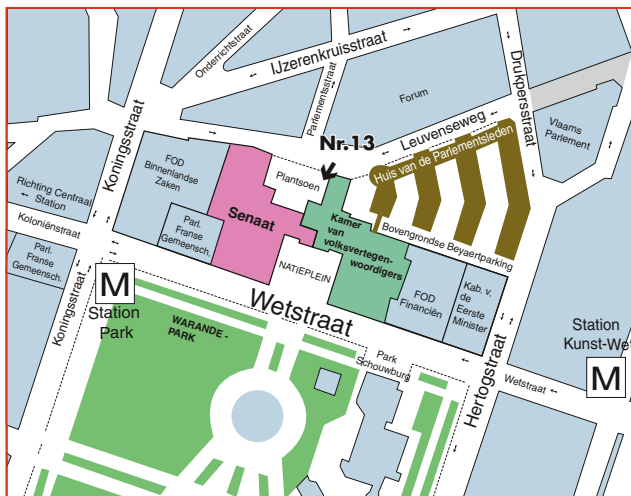 Onderrichtstraat
IJzerenkruisstraat
Parlementsstraat
Drukpersstraat
Forum
Leuvenseweg
Vlaams
Parlement
Koningsstraat
Nr.13
Huis van de Parlementsleden
FOD
Binnenlandse
Zaken
Plantsoen
Richting Centraal
Station
Koloniënstraat
Senaat
Kamer
van
volksvertegen-
woordigers
Bovengrondse Beyaertparking
Parl.
Franse
Gemeensch.
Parl.
Franse
Gemeensch.
NATIEPLEIN
FOD
Financiën
Kab. v.
de
Eerste
Minister
M
Station
Park
Koningsstraat
Wetstraat
WARANDE-
PARK
Park
Schouwburg
Hertogstraat
Wetstraat
Station
Kunst-Wet
M